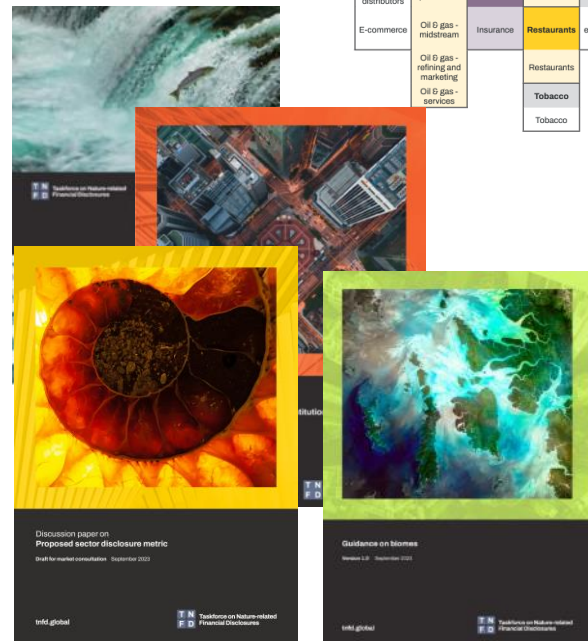 distributors
E-commerce
Oil & gas -
midstream
Insurance
Restaurants
e
Oil & gas -
refining and
marketing
Restaurants
Oil & gas -
services
Tobacco
Tobacco
T N
F D
Taskforce on Nature-related
Financial Disclosures
T N
F D
Discussion paper on
Proposed sector disclosure metric
Draft for market consultation September 2023
tnfd.global
T N
F D
Taskforce on Nature-related
Financial Disclosures
Guidance on biomes
Version 1.0 September 2023
tnfd.global
T N
F D
Taskforce on Nature-related
Financial Disclosures